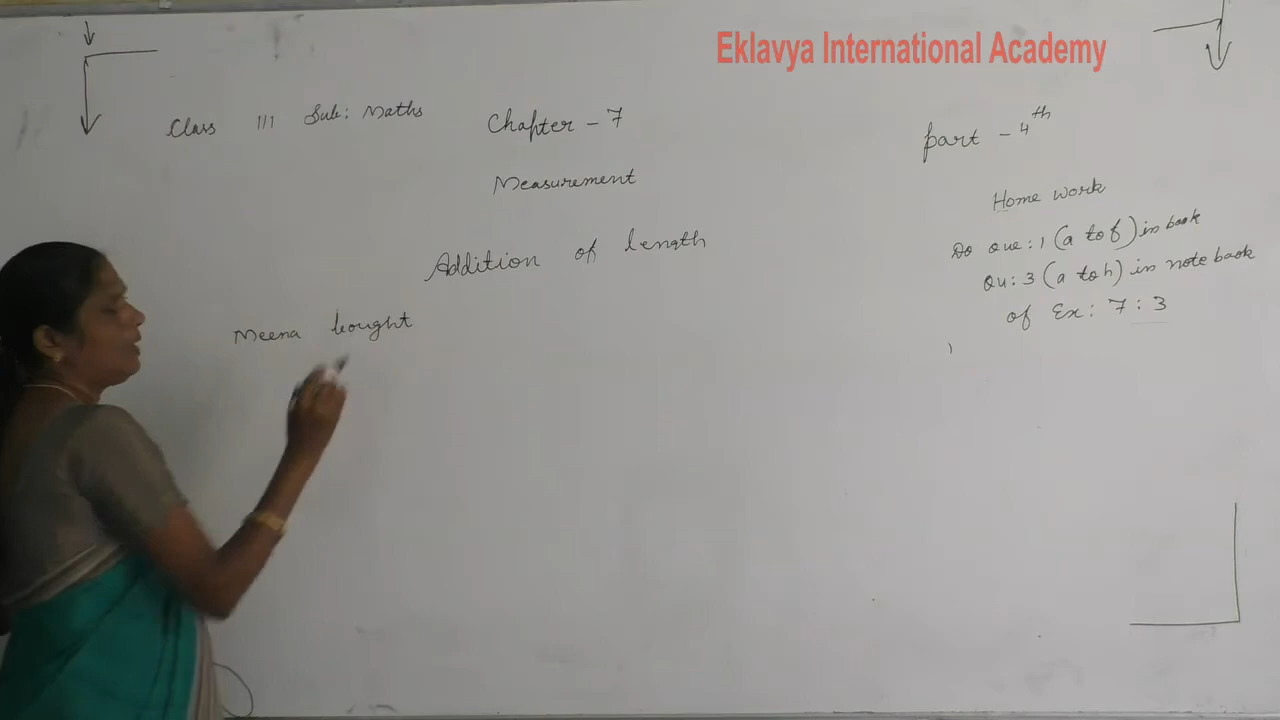 Eklavya International Academy
Class III Sub: Maths Chapter - 7
Part - 4th
Measurement
Addition of length
Meena bought
Home work
Do Que: 1 (a to f) in book
Qu: 3 (a to h) in note book
of Ex: 7:3